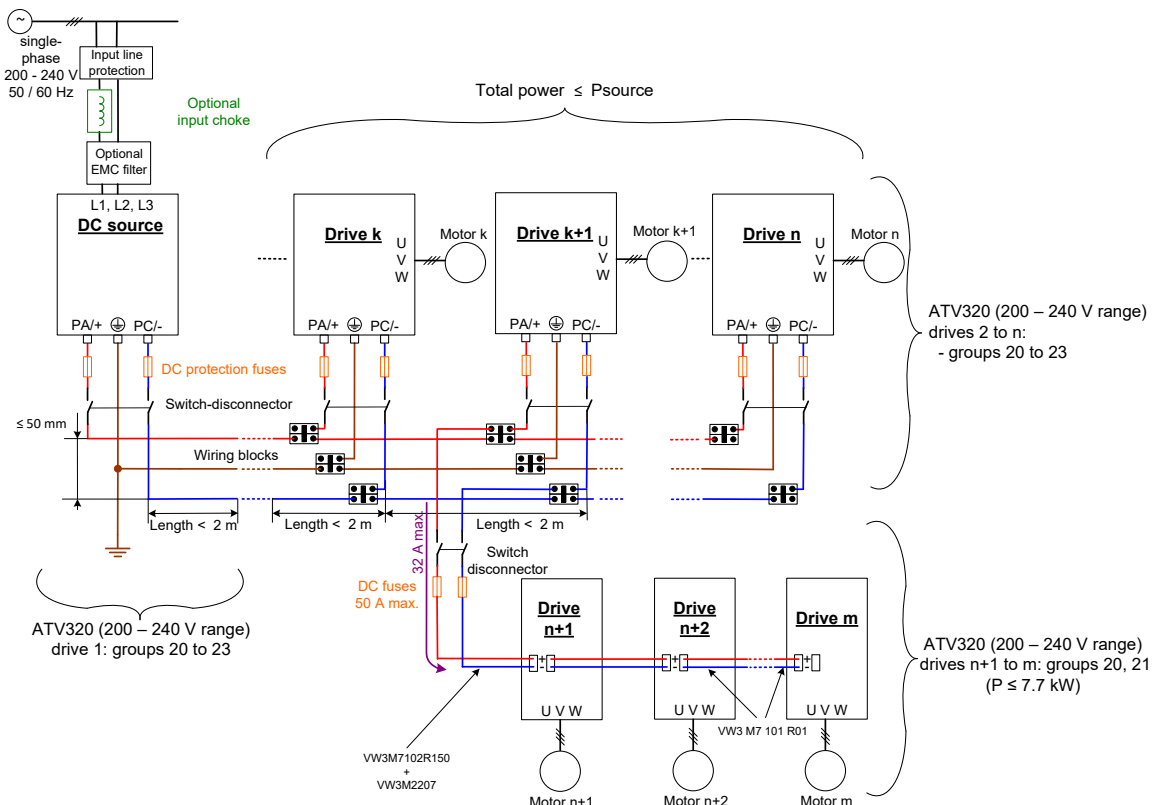 ~
single-
phase
200 - 240 V
50 / 60 Hz
Input line
protection
Optional
input choke
Optional
EMC filter
L1, L2, L3
DC source
PA/+
PC/-
Total power ≤ Psource
Drive k
U
V
W
Motor k
PA/+
PC/-
Drive k+1
U
V
W
Motor k+1
PA/+
PC/-
Drive n
U
V
W
Motor n
PA/+
PC/-
ATV320 (200 – 240 V range)
drives 2 to n:
- groups 20 to 23
DC protection fuses
Switch-disconnector
≤ 50 mm
Wiring blocks
Length < 2 m
Length < 2 m
Length < 2 m
32 A max.
Switch
disconnector
DC fuses
50 A max.
ATV320 (200 – 240 V range)
drive 1: groups 20 to 23
Drive
n+1
+
-
U V W
Motor n+1
Drive
n+2
+
-
U V W
Motor n+2
Drive m
+
-
U V W
Motor m
VW3 M7 101 R01
VW3M7102R150
+
VW3M2207
ATV320 (200 – 240 V range)
drives n+1 to m: groups 20, 21
(P ≤ 7.7 kW)